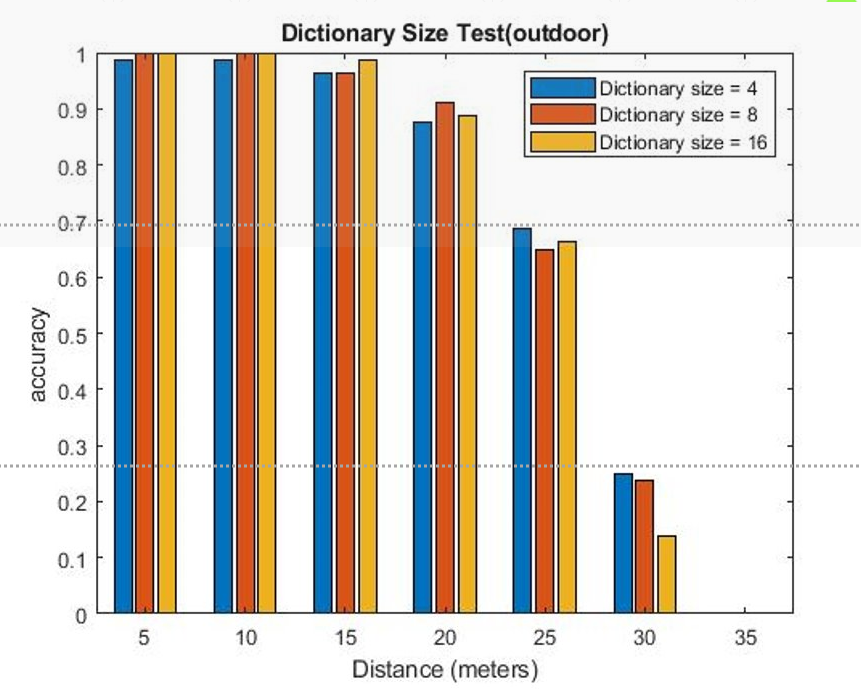 Dictionary Size Test(outdoor)
1
0.9
0.8
0.7
0.6
0.5
0.4
0.3
0.2
0.1
0
accuracy
Dictionary size = 4
Dictionary size = 8
Dictionary size = 16
5 10 15 20 25 30 35
Distance (meters)